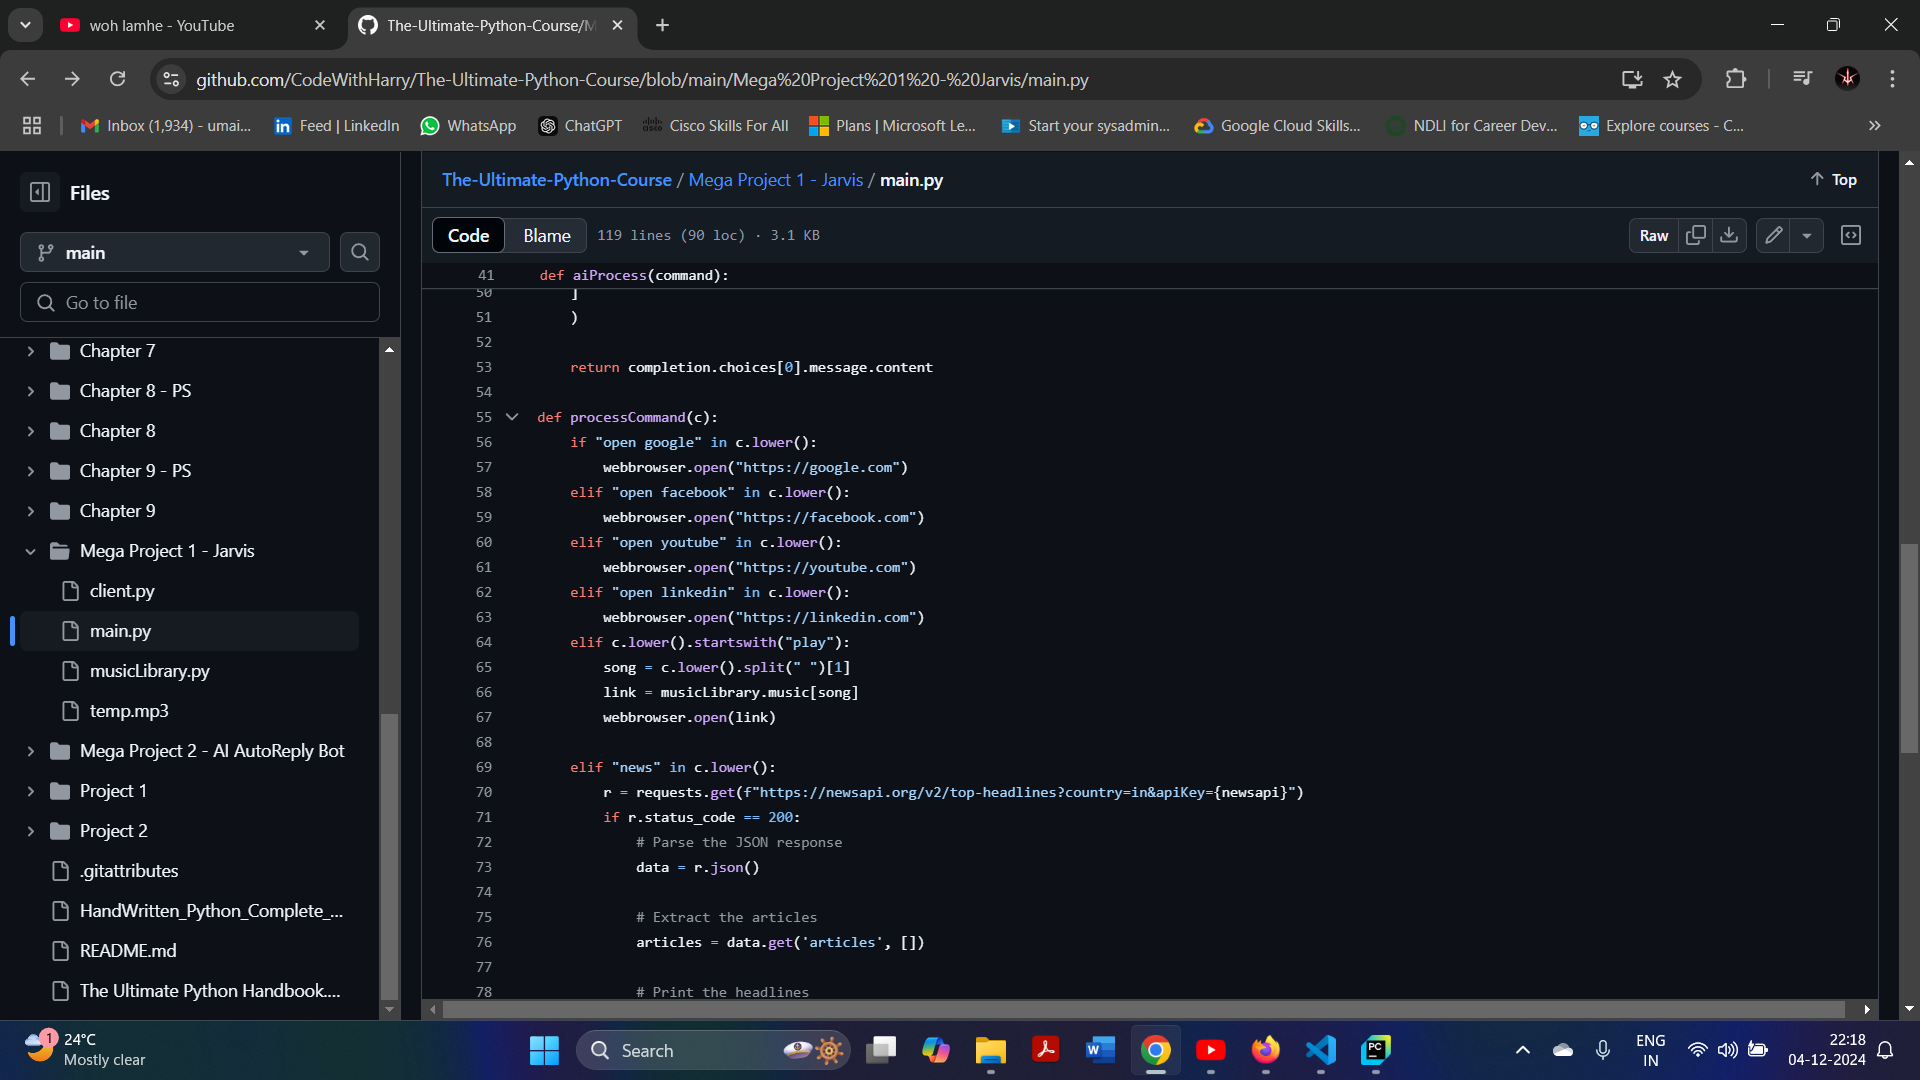 woh lamhe - YouTube
The-Ultimate-Python-Course/M
github.com/CodeWithHarry/The-Ultimate-Python-Course/blob/main/Mega%20Project%201%20-%20Jarvis/main.py
Inbox (1,934) - umai...
Feed | LinkedIn
WhatsApp
ChatGPT
Cisco Skills For All
Plans | Microsoft Le...
Start your sysadmin...
Google Cloud Skills...
NDLI for Career Dev...
Explore courses - C...
Files
main
Go to file
Chapter 7
Chapter 8 - PS
Chapter 8
Chapter 9 - PS
Chapter 9
Mega Project 1 - Jarvis
client.py
main.py
musicLibrary.py
temp.mp3
Mega Project 2 - AI AutoReply Bot
Project 1
Project 2
.gitattributes
HandWritten_Python_Complete_...
README.md
The Ultimate Python Handbook....
The-Ultimate-Python-Course / Mega Project 1 - Jarvis / main.py
Top
Code Blame 119 lines (90 loc) · 3.1 KB
Raw
41 def aiProcess(command):
50 ]
51 )
52
53 return completion.choices[0].message.content
54
55 def processCommand(c):
56 if "open google" in c.lower():
57 webbrowser.open("https://google.com")
58 elif "open facebook" in c.lower():
59 webbrowser.open("https://facebook.com")
60 elif "open youtube" in c.lower():
61 webbrowser.open("https://youtube.com")
62 elif "open linkedin" in c.lower():
63 webbrowser.open("https://linkedin.com")
64 elif c.lower().startswith("play"):
65 song = c.lower().split(" ")[1]
66 link = musicLibrary.music[song]
67 webbrowser.open(link)
68
69 elif "news" in c.lower():
70 r = requests.get(f"https://newsapi.org/v2/top-headlines?country=in&apiKey={newsapi}")
71 if r.status_code == 200:
72 # Parse the JSON response
73 data = r.json()
74
75 # Extract the articles
76 articles = data.get('articles', [])
77
78 # Print the headlines
1
24°C
Mostly clear
Search
ENG
IN
22:18
04-12-2024